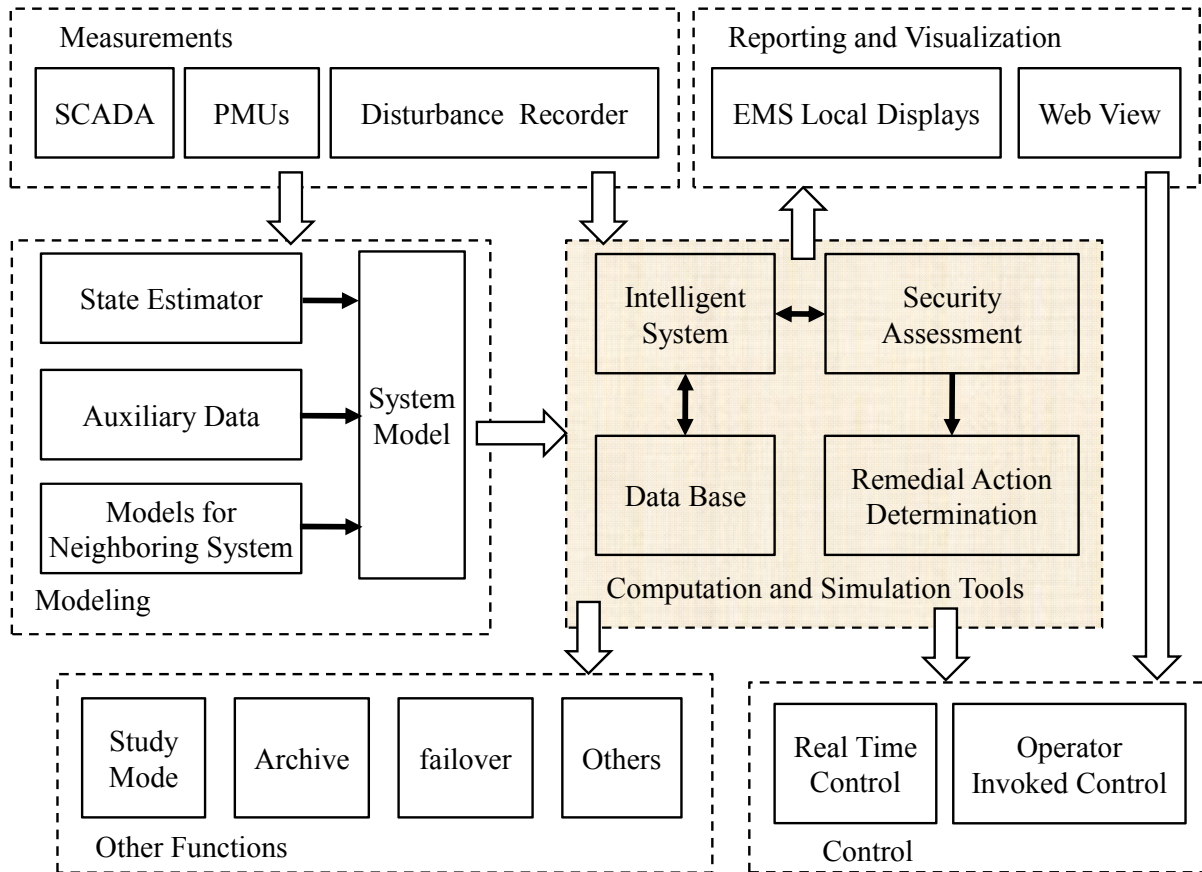 Measurements
SCADA
PMUs
Disturbance Recorder
Reporting and Visualization
EMS Local Displays
Web View
State Estimator
Auxiliary Data
Models for
Neighboring System
System
Model
Modeling
Intelligent
System
Security
Assessment
Data Base
Remedial Action
Determination
Computation and Simulation Tools
Study
Mode
Archive
failover
Others
Other Functions
Real Time
Control
Operator
Invoked Control
Control